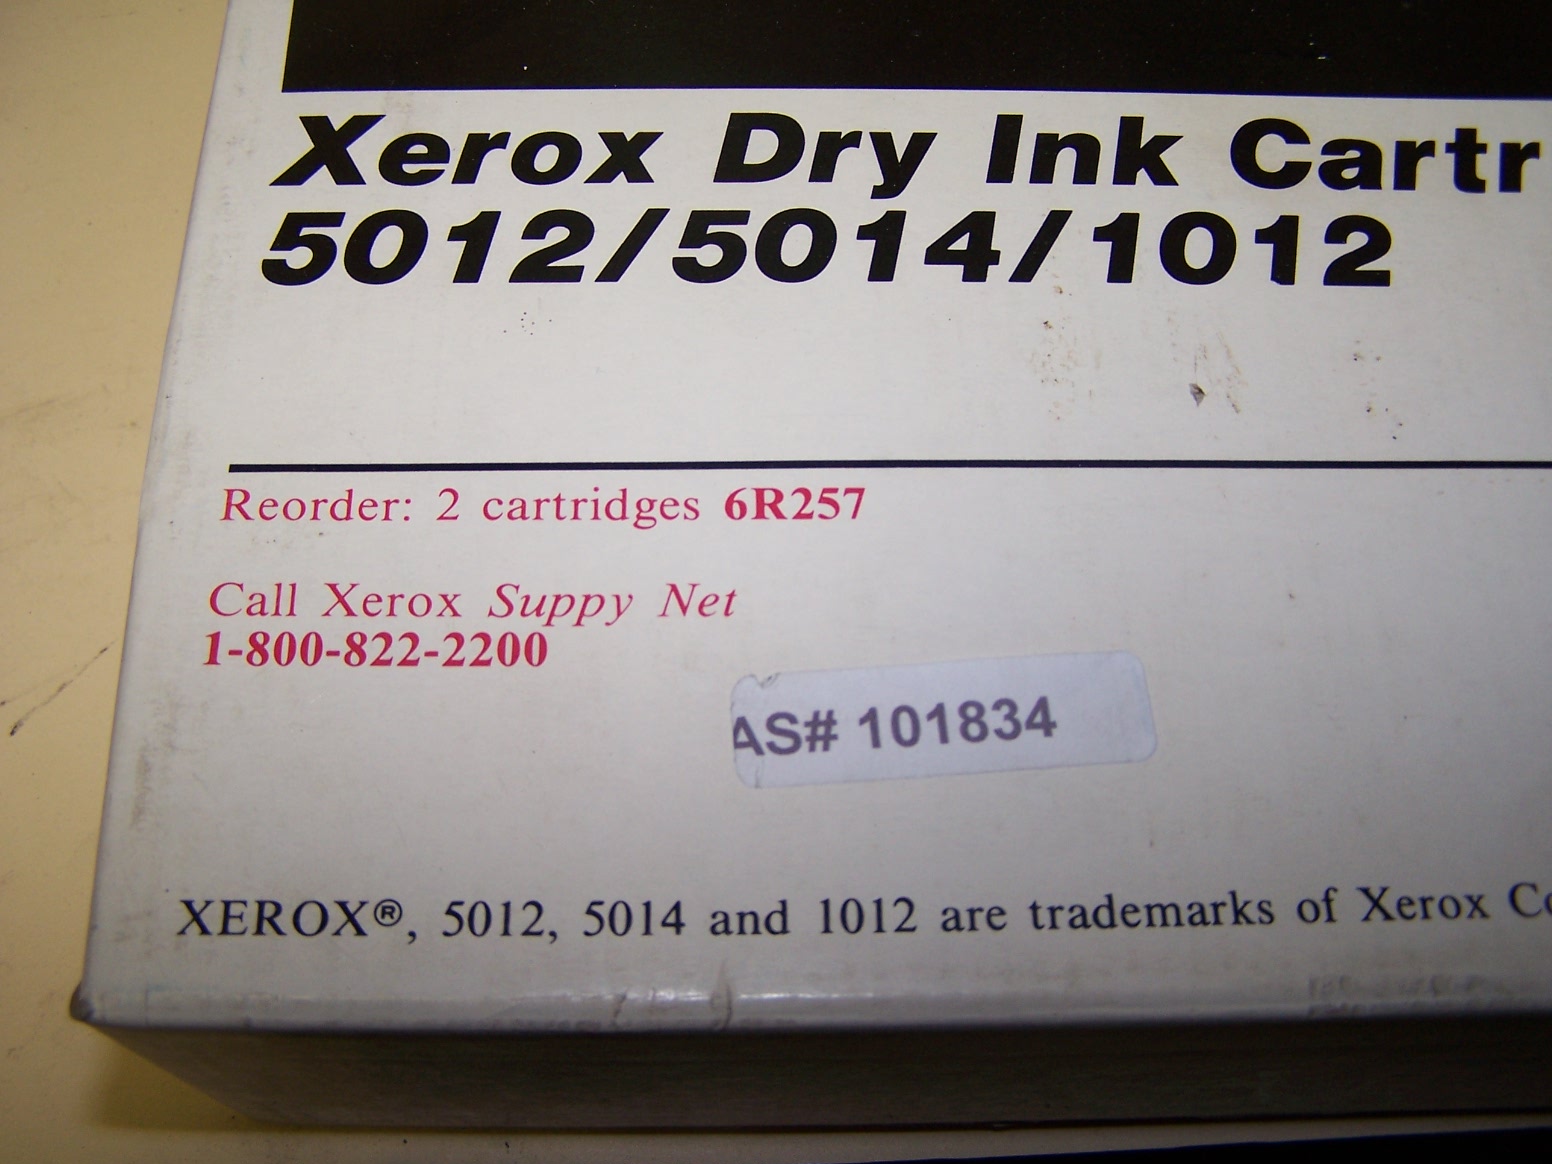 Xerox Dry Ink Cartr
5012/5014/1012
Reorder: 2 cartridges 6R257
Call Xerox Suppy Net
1-800-822-2200
AS# 101834
XEROX®, 5012, 5014 and 1012 are trademarks of Xerox Co